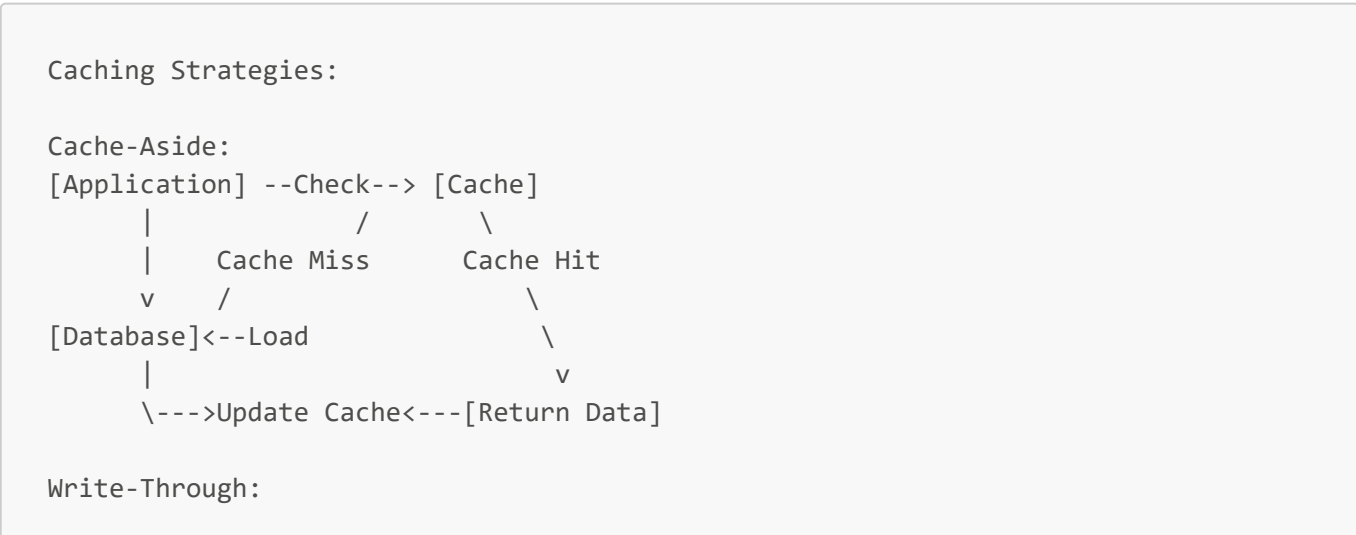 Caching Strategies:

Cache-Aside:
[Application] --Check--> [Cache]
      |             /       \
      |    Cache Miss      Cache Hit
      v    /                   \
[Database]<--Load               \
      |                          v
      \--->Update Cache<---[Return Data]

Write-Through: